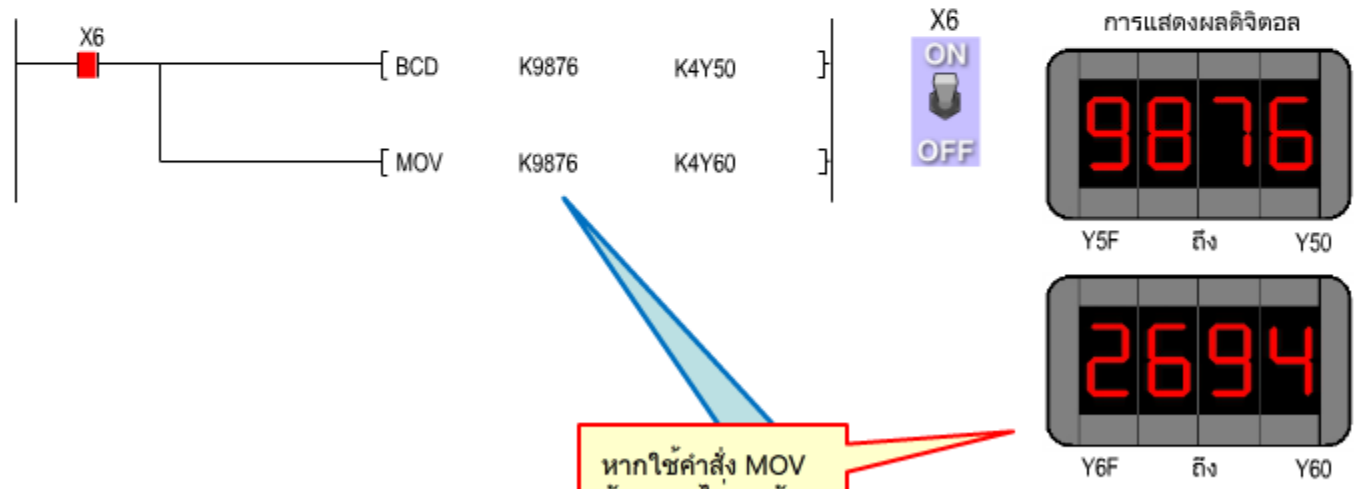 X6
[ BCD K9876 K4Y50 ]
[ MOV K9876 K4Y60 ]
X6
ON
OFF
การแสดงผลดิจิตอล
9876
Y5F ถึง Y50
2694
Y6F ถึง Y60
หากใช้คำสั่ง MOV